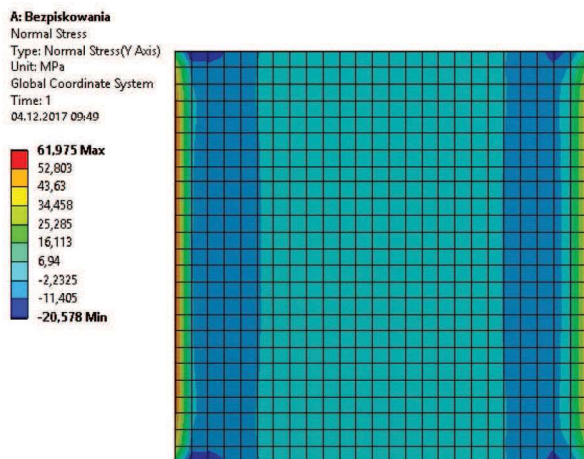 A: Bezpiskowania
Normal Stress
Type: Normal Stress(Y Axis)
Unit: MPa
Global Coordinate System
Time: 1
04.12.2017 09:49
61,975 Max
52,803
43,63
34,458
25,285
16,113
6,94
-2,2325
-11,405
-20,578 Min